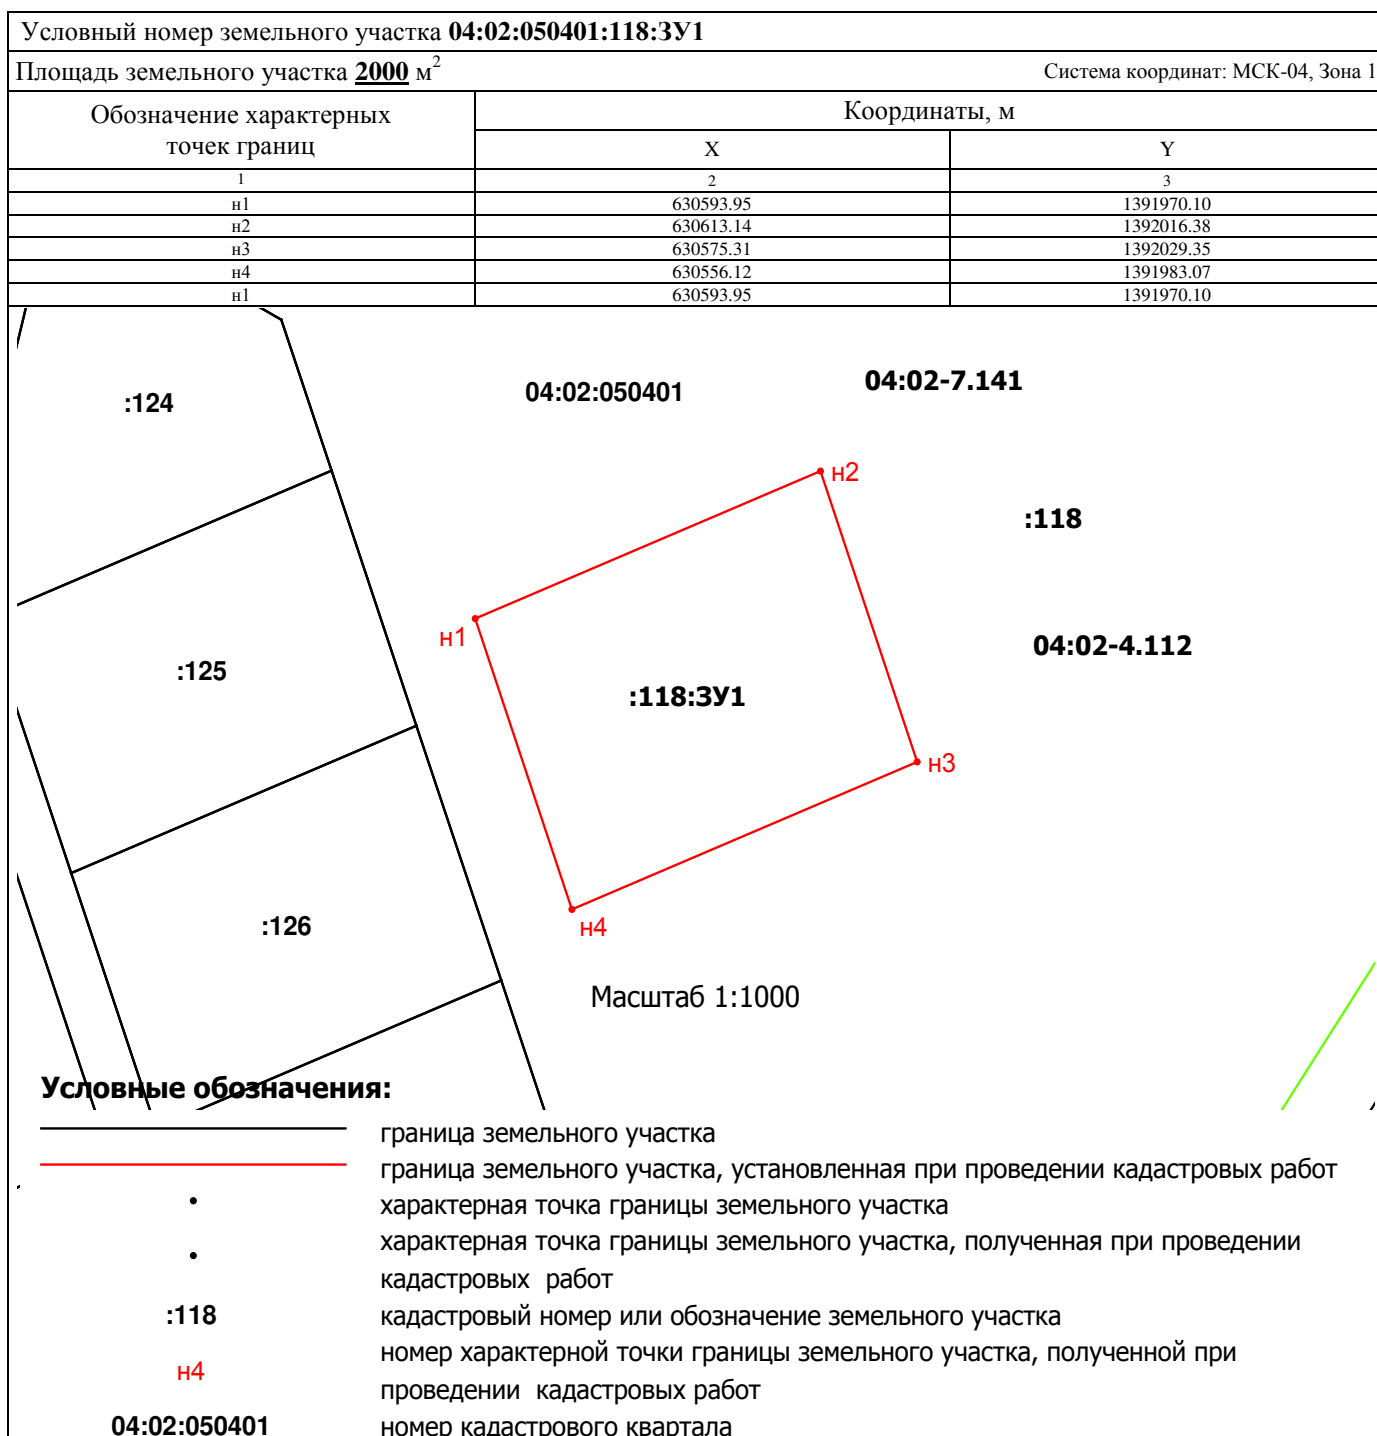 Условный номер земельного участка 04:02:050401:118:ЗУ1
Площадь земельного участка 2000 м2 Система координат: МСК-04, Зона 1
Обозначение характерных точек границ Координаты, м
X Y
1 2 3
н1 630593.95 1391970.10
н2 630613.14 1392016.38
н3 630575.31 1392029.35
н4 630556.12 1391983.07
н1 630593.95 1391970.10
:124
04:02:050401
04:02-7.141
н2
:118
н1
04:02-4.112
:125
:118:ЗУ1
н3
:126
н4
Масштаб 1:1000
Условные обозначения:
граница земельного участка
граница земельного участка, установленная при проведении кадастровых работ
характерная точка границы земельного участка
характерная точка границы земельного участка, полученная при проведении
кадастровых работ
:118 кадастровый номер или обозначение земельного участка
н4 номер характерной точки границы земельного участка, полученной при
проведении кадастровых работ
04:02:050401 номер кадастрового квартала